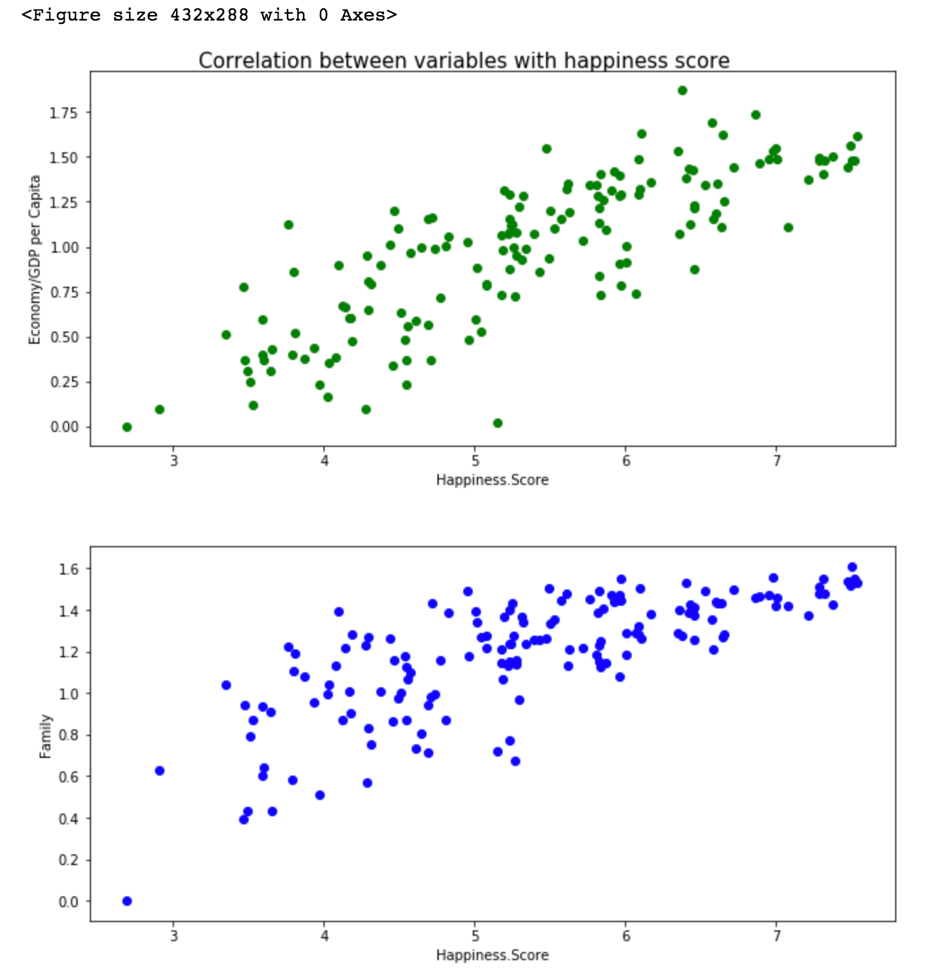 <Figure size 432x288 with 0 Axes>
Correlation between variables with happiness score
1.75
1.50
1.25
1.00
0.75
0.50
0.25
0.00
Economy/GDP per Capita
3 4 5 6 7
Happiness.Score
1.6
1.4
1.2
1.0
0.8
0.6
0.4
0.2
0.0
Family
3 4 5 6 7
Happiness.Score